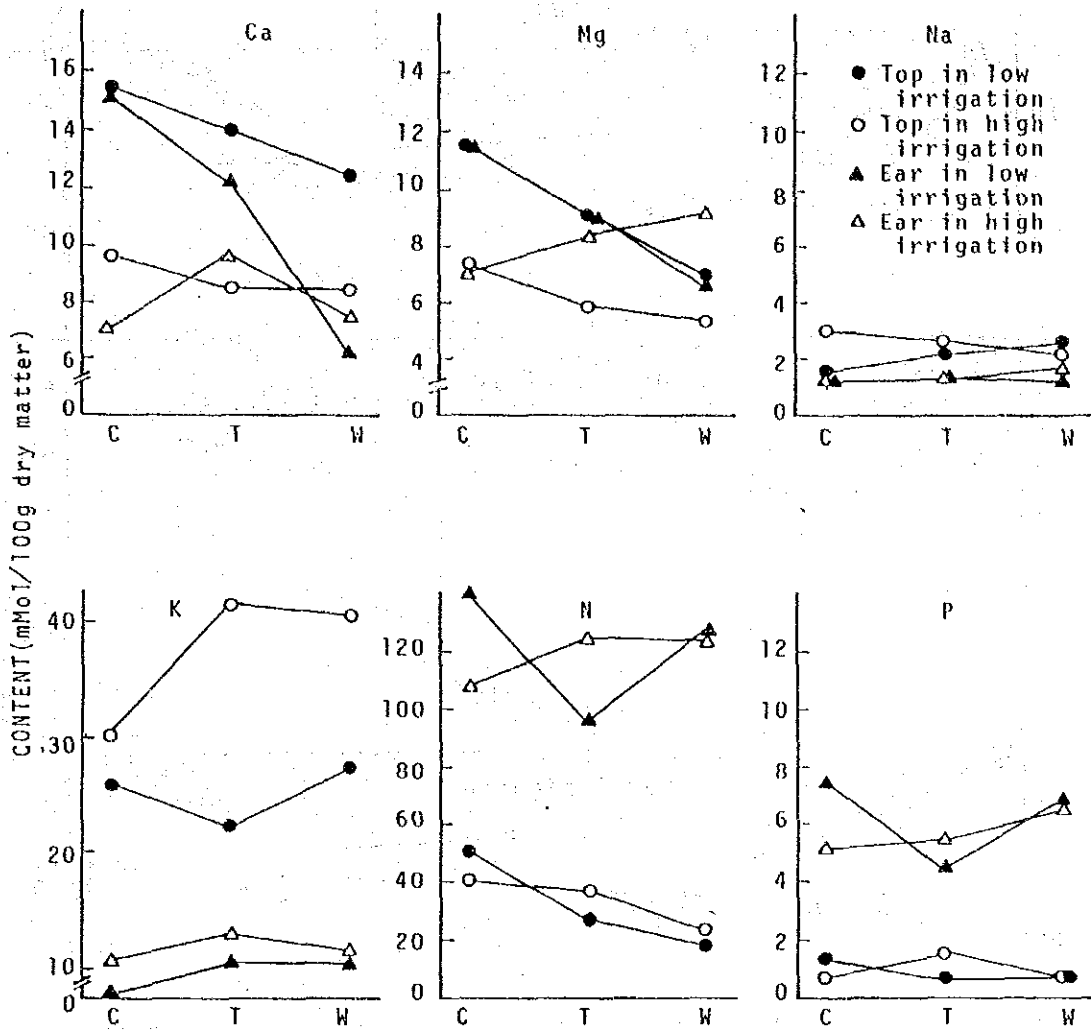 CONTENT(mMol/100g dry matter)
Ca
16
14
12
10
8
6
0
C T W
Mg
14
12
10
8
6
4
0
C T W
Na
12
10
8
6
4
2
0
● Top in low
irrigation
○ Top in high
irrigation
▲ Ear in low
irrigation
△ Ear in high
irrigation
C T W
K
40
30
20
10
0
C T W
N
120
100
80
60
40
20
0
C T W
P
12
10
8
6
4
2
0
C T W